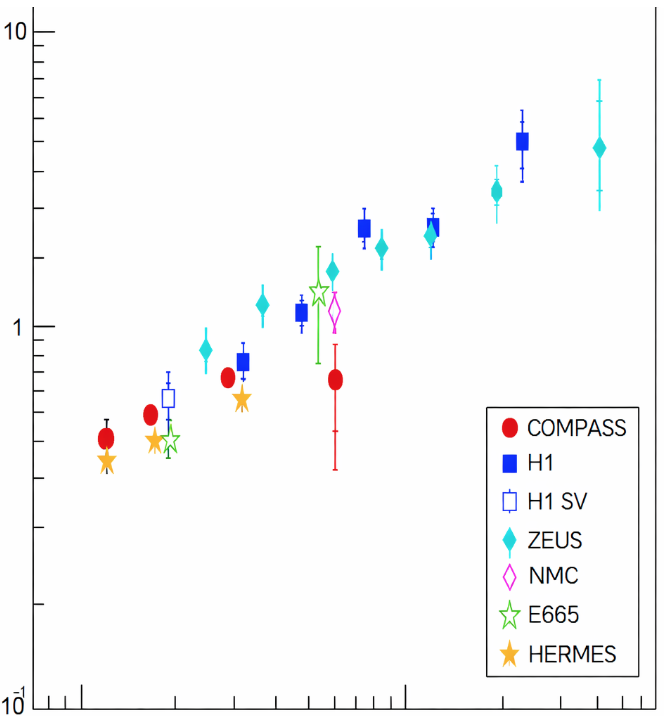 10
1
10-1
COMPASS
H1
H1 SV
ZEUS
NMC
E665
HERMES